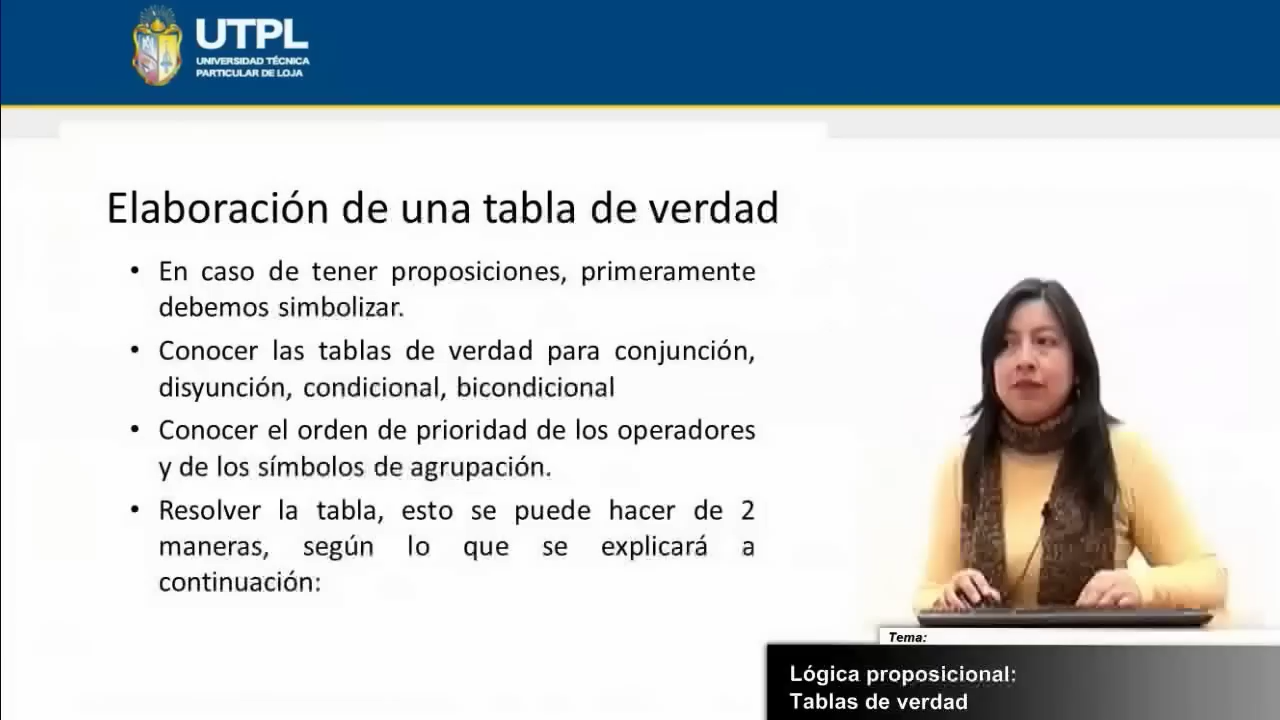 UTPL
UNIVERSIDAD TÉCNICA
PARTICULAR DE LOJA
Elaboración de una tabla de verdad
• En caso de tener proposiciones, primeramente
debemos simbolizar.
• Conocer las tablas de verdad para conjunción,
disyunción, condicional, bicondicional
• Conocer el orden de prioridad de los operadores
y de los símbolos de agrupación.
• Resolver la tabla, esto se puede hacer de 2
maneras, según lo que se explicará a
continuación:
Tema:
Lógica proposicional:
Tablas de verdad